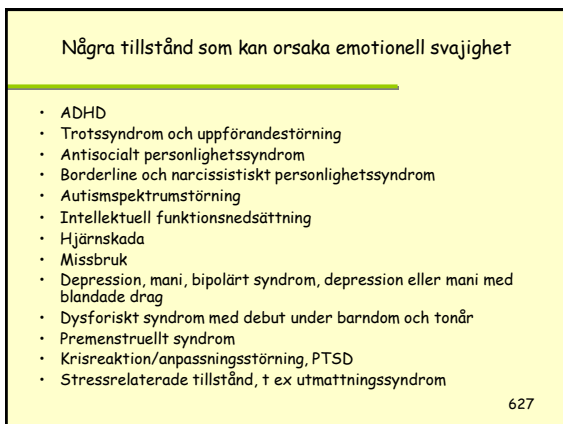 Några tillstånd som kan orsaka emotionell svajighet
• ADHD
• Trotssyndrom och uppförandestörning
• Antisocialt personlighetssyndrom
• Borderline och narcissistiskt personlighetssyndrom
• Autismspektrumstörning
• Intellektuell funktionsnedsättning
• Hjärnskada
• Missbruk
• Depression, mani, bipolärt syndrom, depression eller mani med
blandade drag
• Dysforiskt syndrom med debut under barndom och tonår
• Premenstruellt syndrom
• Krisreaktion/anpassningsstörning, PTSD
• Stressrelaterade tillstånd, t ex utmattningssyndrom
627